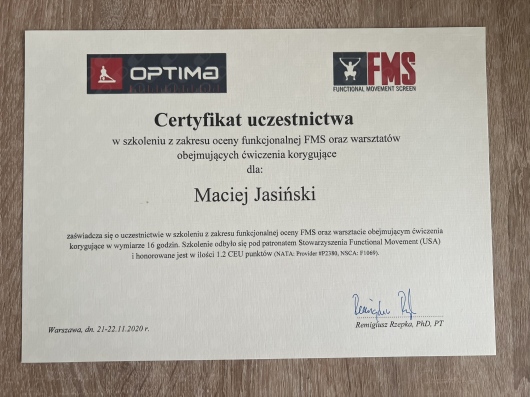 OPTIMA
FMS
FUNCTIONAL MOVEMENT SCREEN
Certyfikat uczestnictwa
w szkoleniu z zakresu oceny funkcjonalnej FMS oraz warsztatów
obejmujących ćwiczenia korygujące
dla:
Maciej Jasiński
zaświadcza się o uczestnictwie w szkoleniu z zakresu funkcjonalnej oceny FMS oraz warsztacie obejmującym ćwiczenia
korygujące w wymiarze 16 godzin. Szkolenie odbyło się pod patronatem Stowarzyszenia Functional Movement (USA)
i honorowane jest w ilości 1.2 CEU punktów (NATA: Provider #P2380, NSCA: F1069).
Warszawa, dn. 21-22.11.2020 r.
Remigiusz Rzepka, PhD, PT